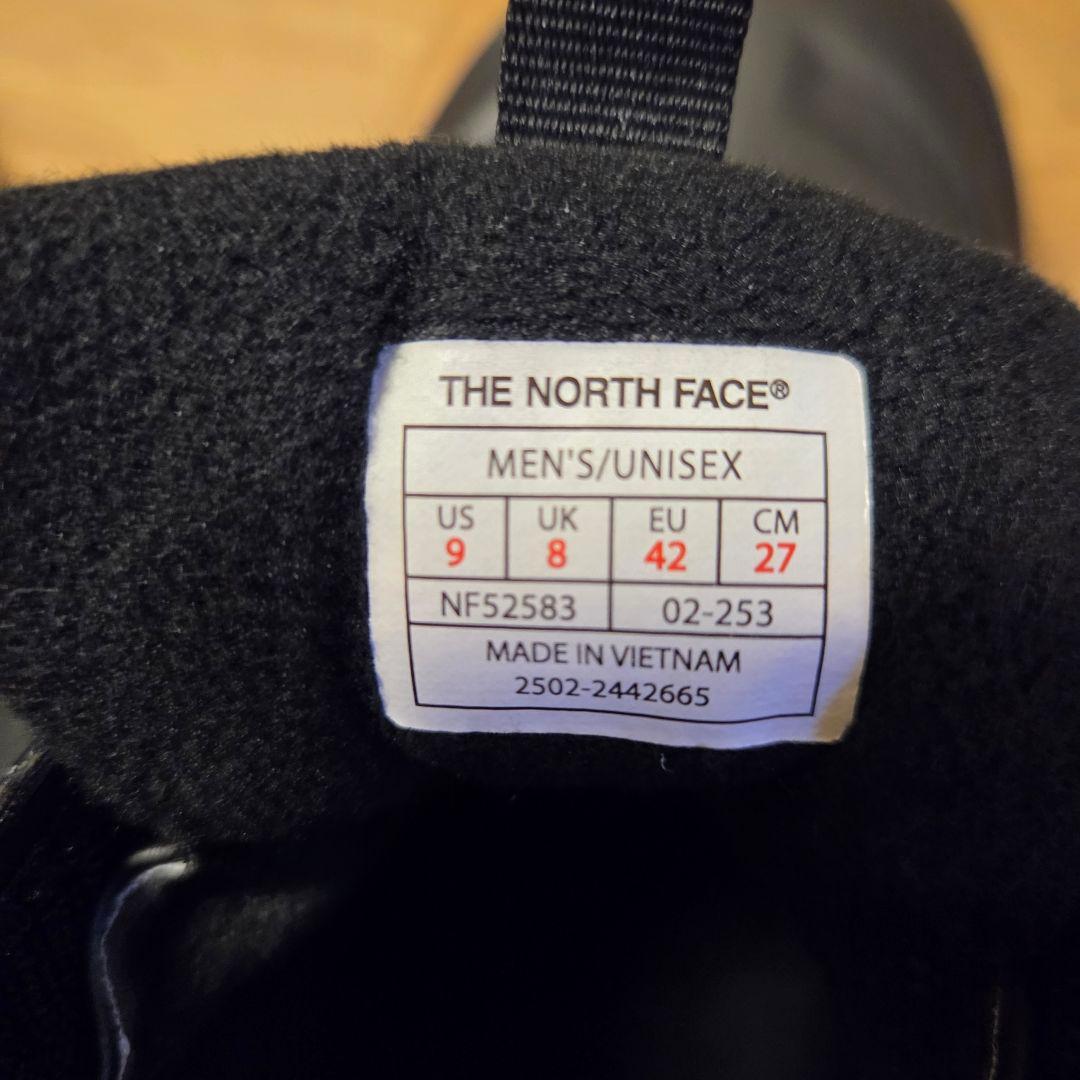 THE NORTH FACE®
MEN'S/UNISEX
US UK EU CM
9 8 42 27
NF52583 02-253
MADE IN VIETNAM
2502-2442665